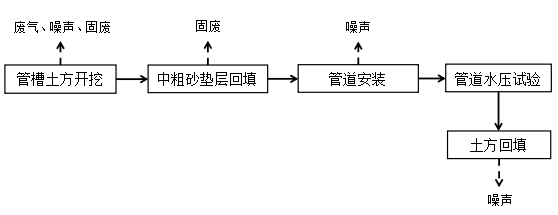 废气、噪声、固废
固废
噪声
管槽土方开挖
中粗砂垫层回填
管道安装
管道水压试验
土方回填
噪声